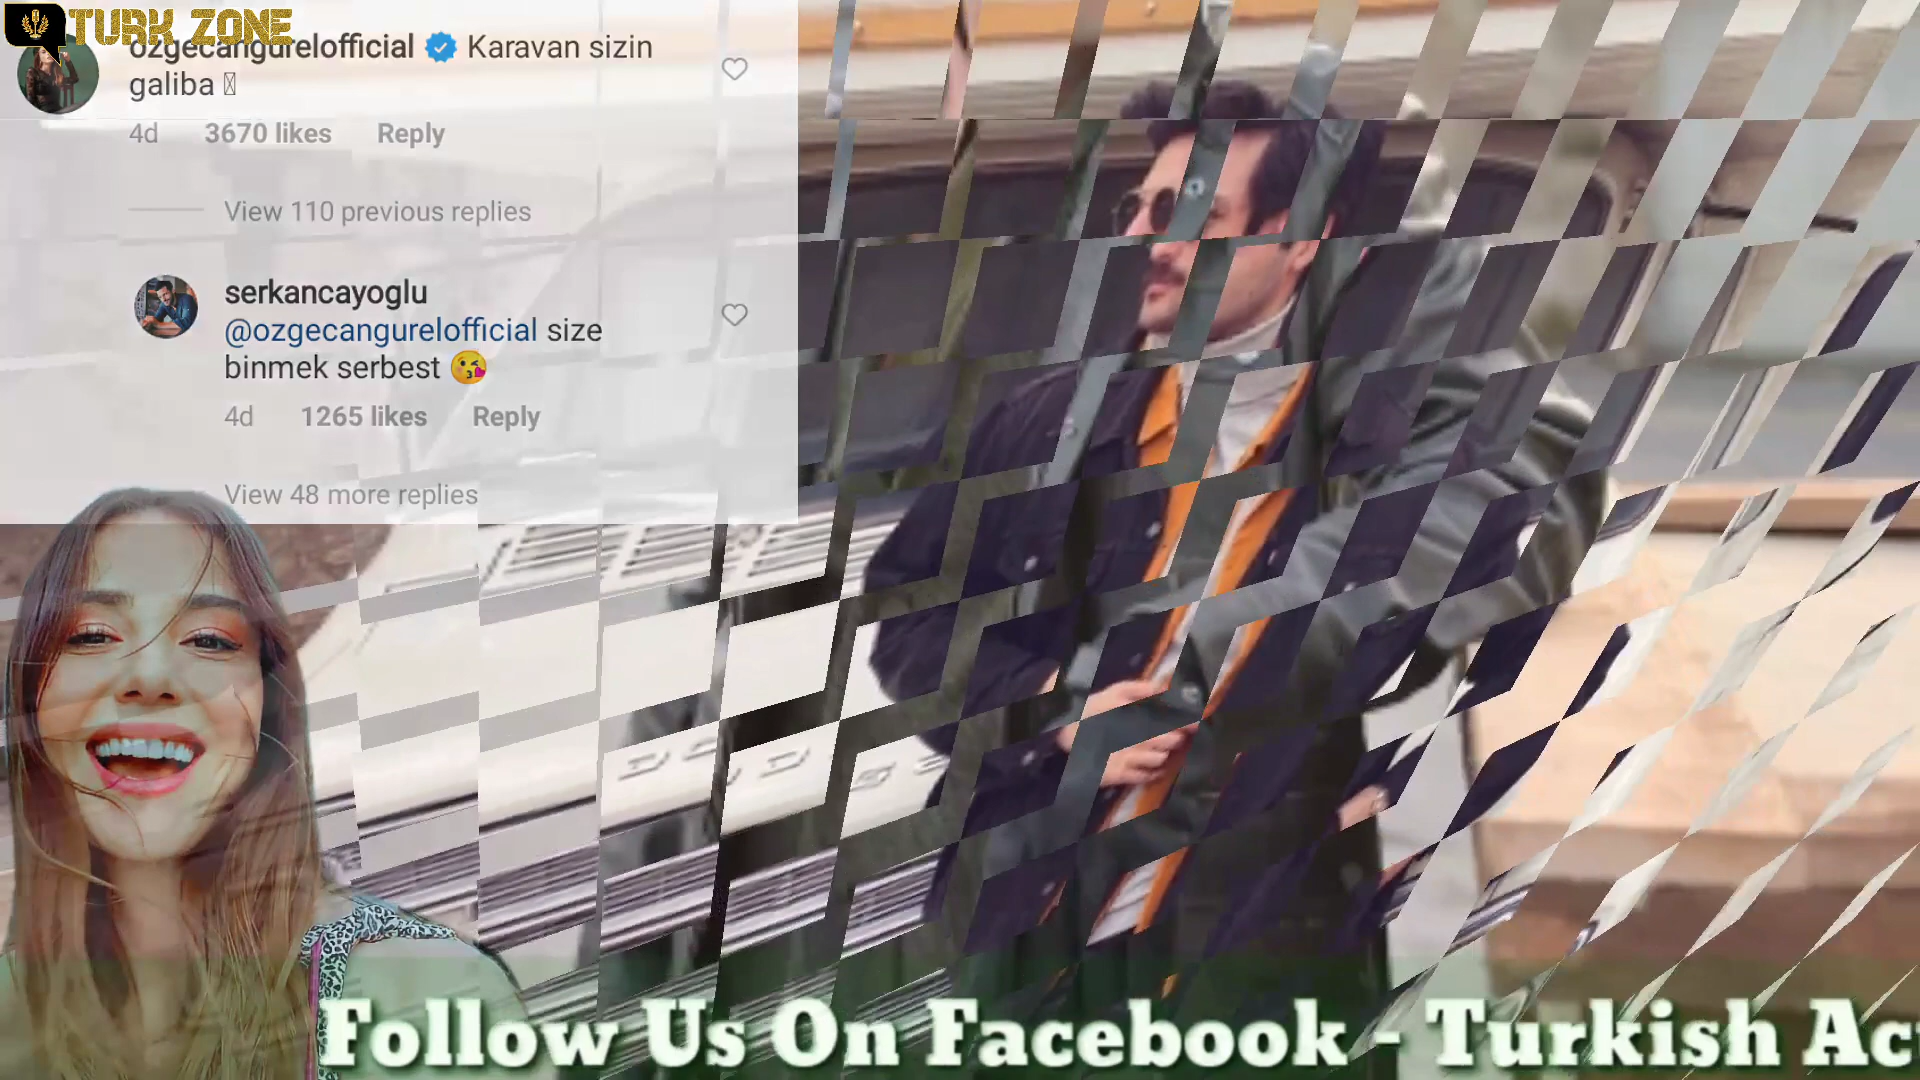 TURK ZONE
ozgecangurelofficial Karavan sizin
galiba
4d 3670 likes Reply
View 110 previous replies
serkancayoglu
@ozgecangurelofficial size
binmek serbest 😘
4d 1265 likes Reply
View 48 more replies
Follow Us On Facebook - Turkish Ac